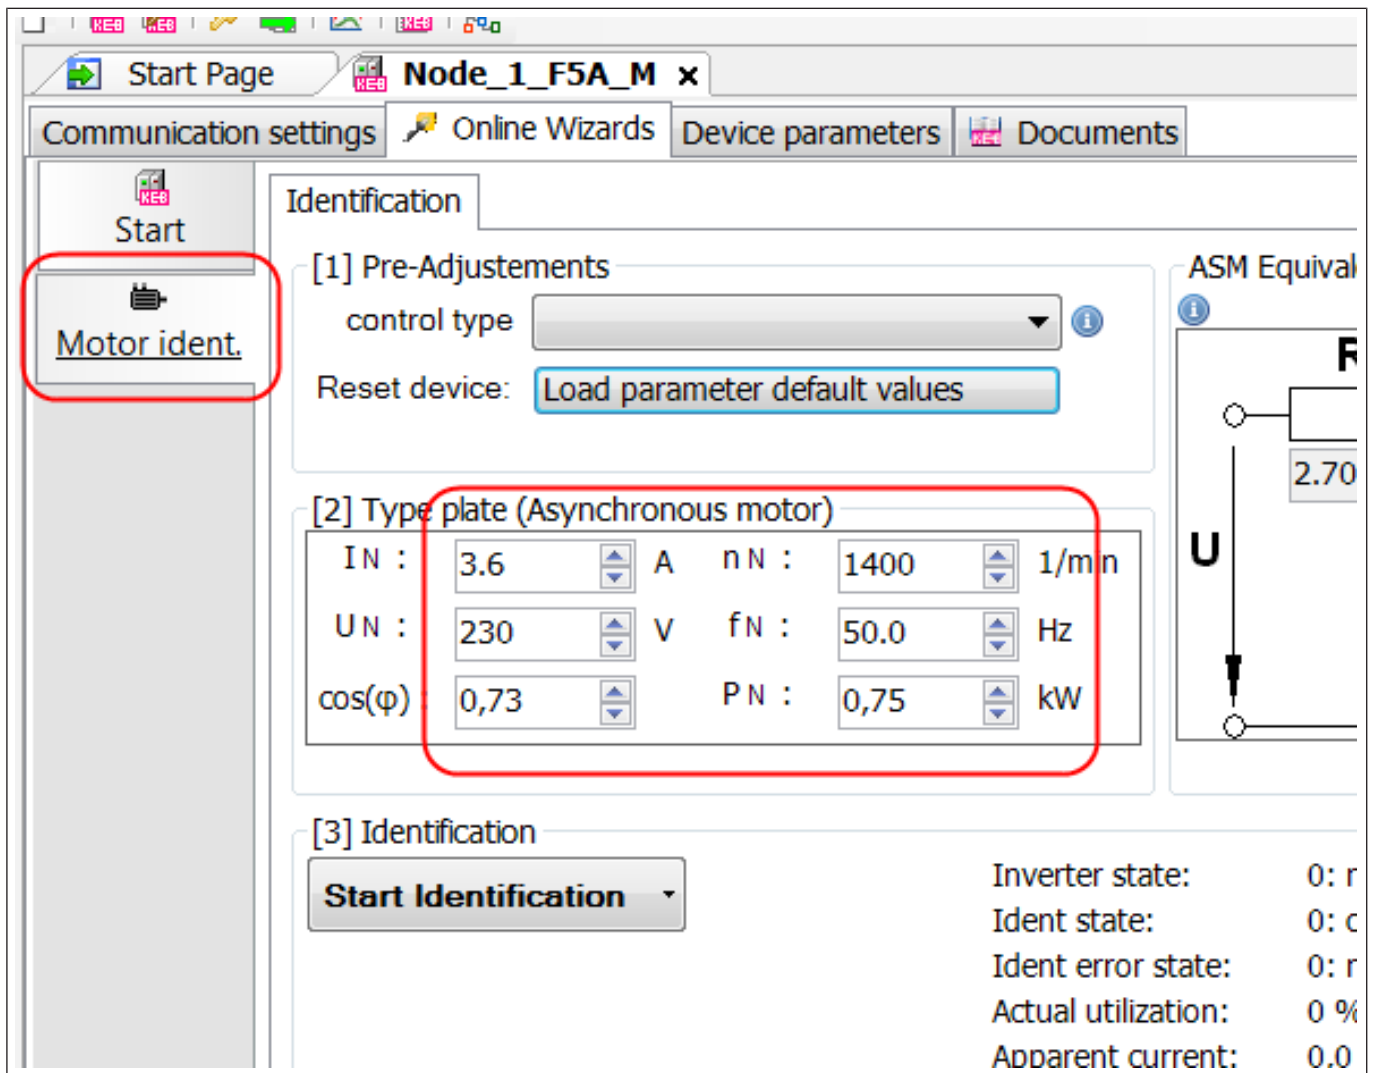 Start Page Node_1_F5A_M x
Communication settings Online Wizards Device parameters KEB Documents
KEB
Start
Motor ident.
Identification
[1] Pre-Adjustements
control type
Reset device: Load parameter default values
[2] Type plate (Asynchronous motor)
IN : 3.6 A nN : 1400 1/min
UN : 230 V fN : 50.0 Hz
cos(φ) : 0,73 PN : 0,75 kW
[3] Identification
Start Identification
Inverter state: 0:
Ident state: 0:
Ident error state: 0:
Actual utilization: 0 %
Apparent current: 0.0
ASM
R
2.70
U